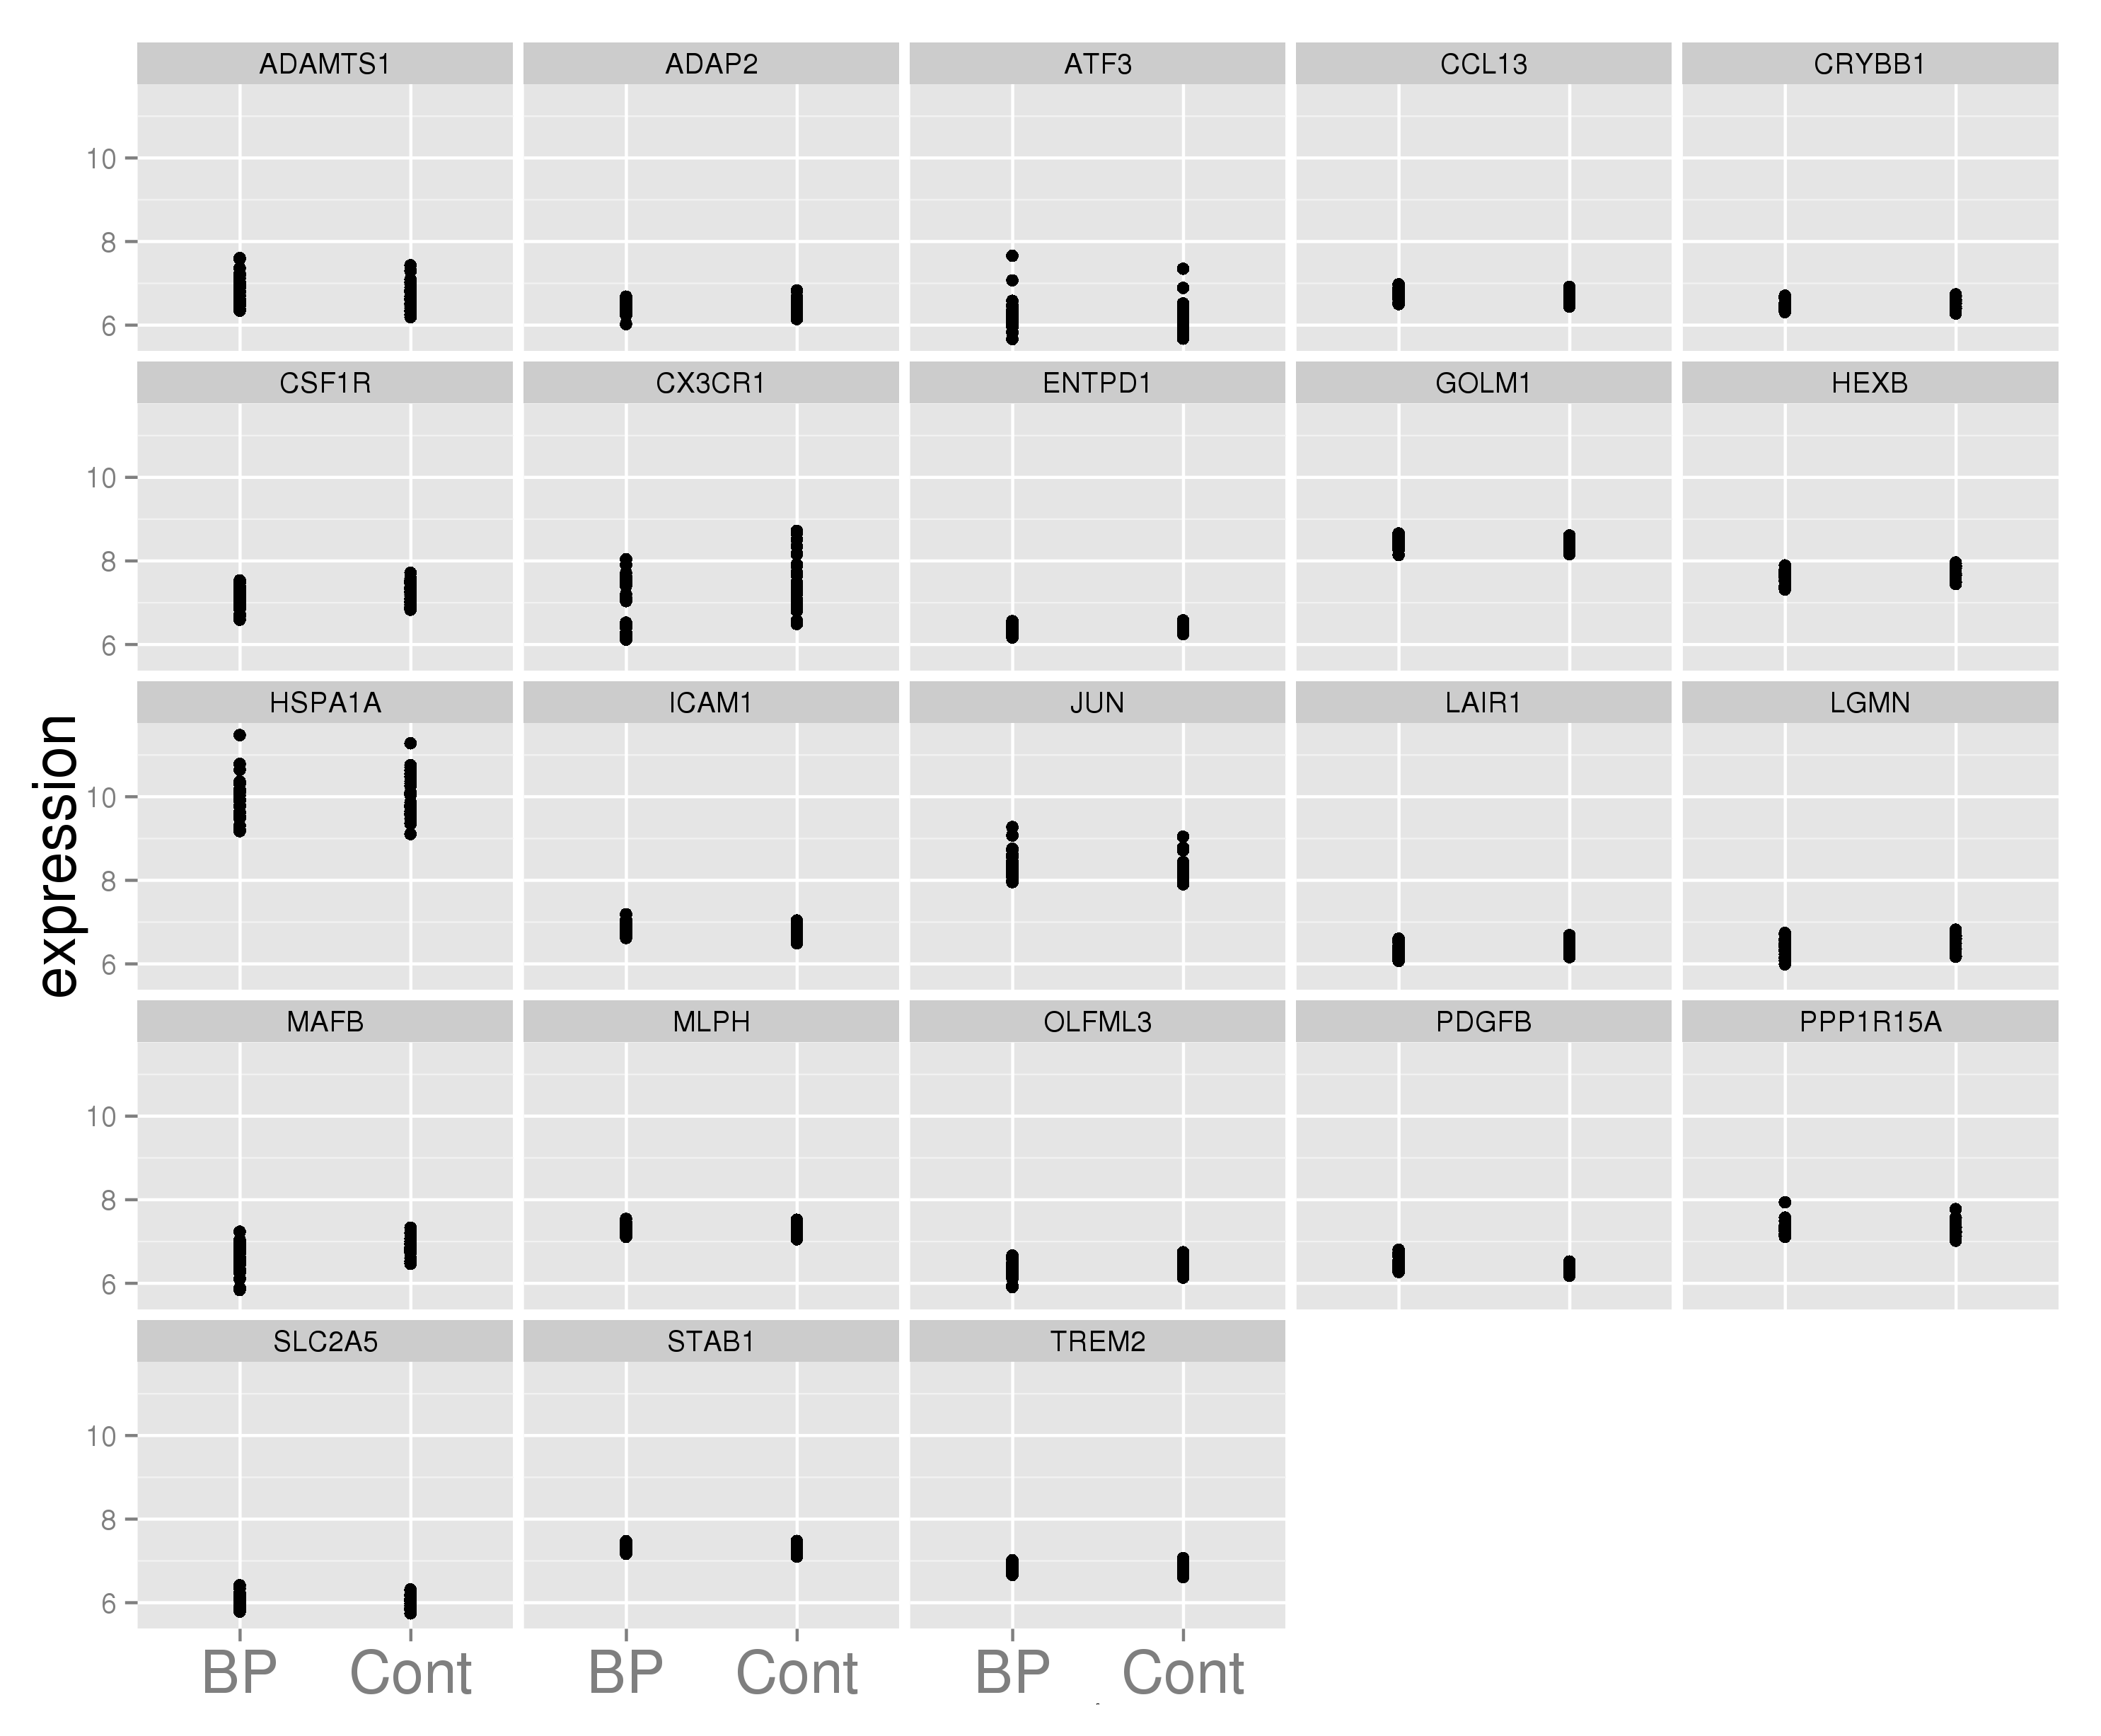 ADAMTS1 ADAP2 ATF3 CCL13 CRYBB1
10
8
6
CSF1R CX3CR1 ENTPD1 GOLM1 HEXB
10
8
6
HSPA1A ICAM1 JUN LAIR1 LGMN
expression
10
8
6
MAFB MLPH OLFML3 PDGFB PPP1R15A
10
8
6
SLC2A5 STAB1 TREM2
10
8
6
BP Cont BP Cont BP Cont